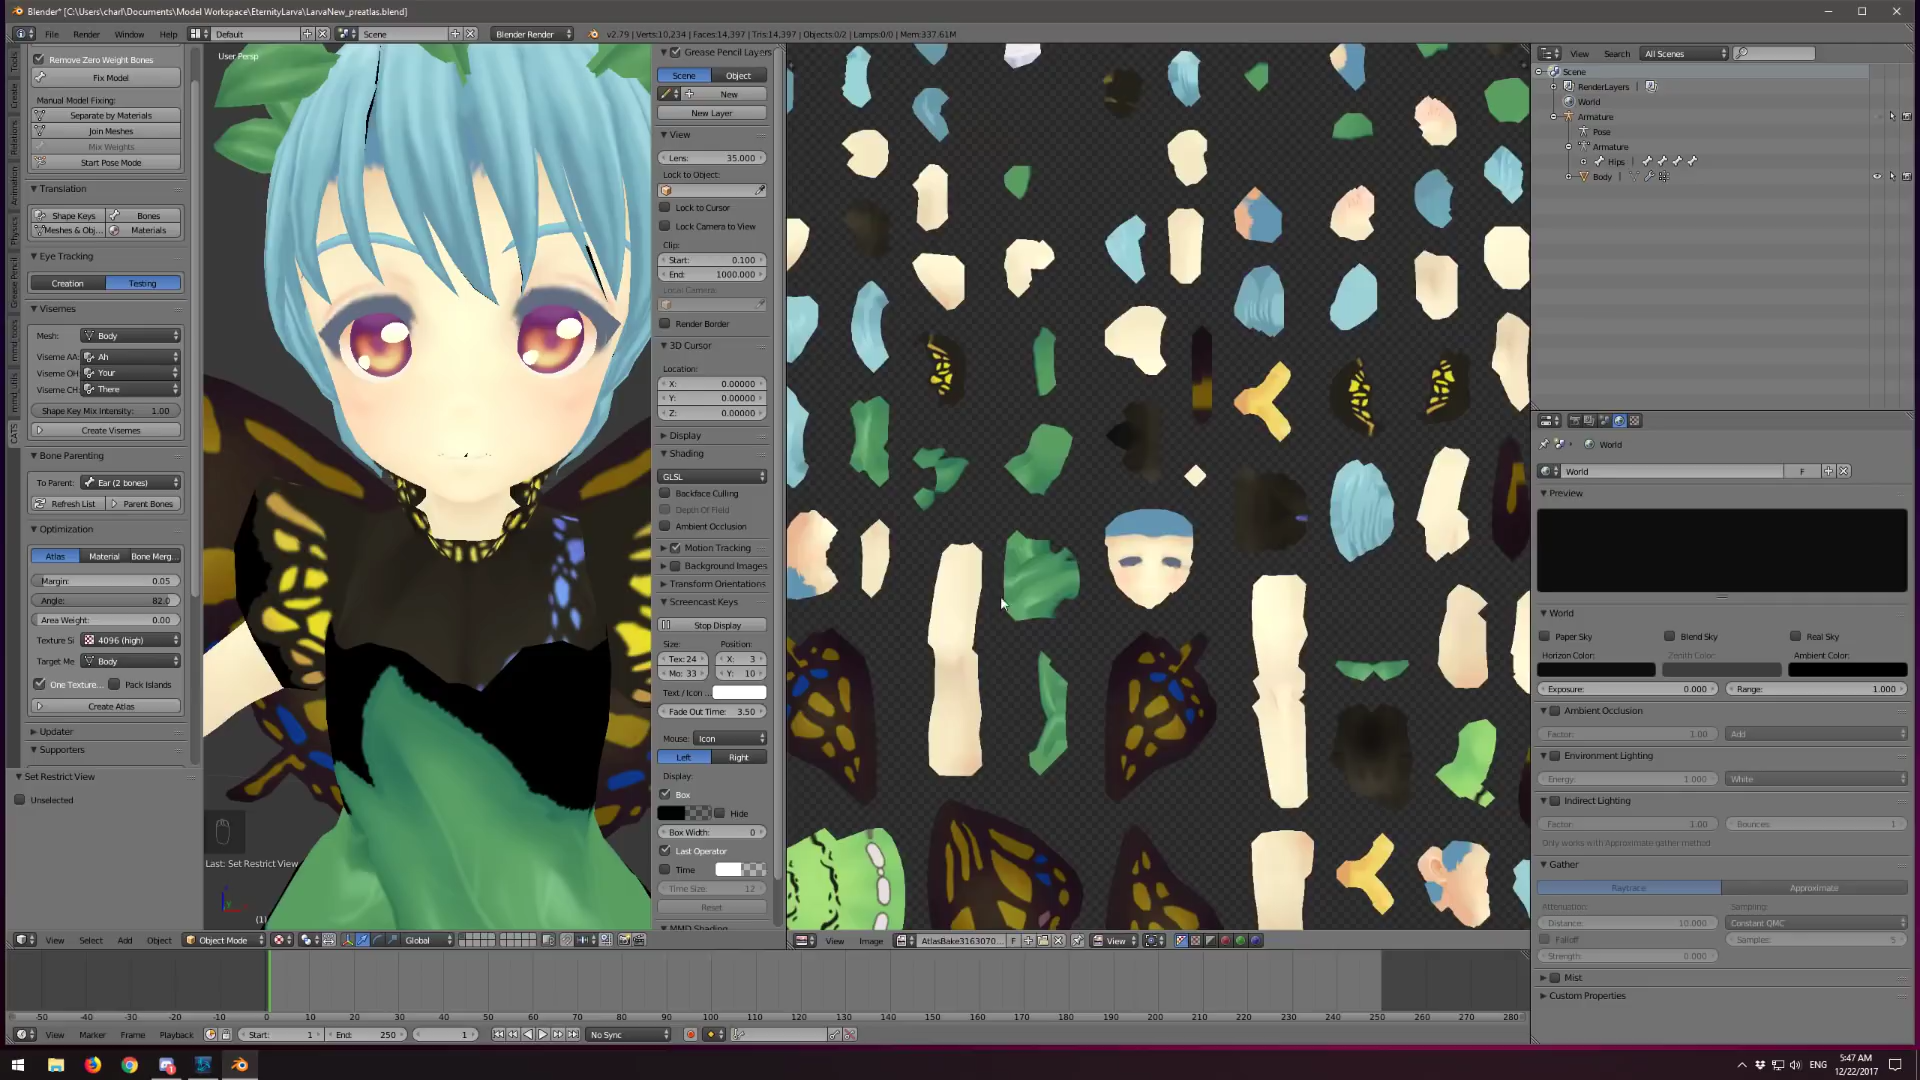 Blender* [C:\Users\charl\Documents\Model Workspace\EternityLarva\LarvaNew_preatlas.blend]
File Render Window Help Default Scene Blender Render v2.79 | Verts:10,234 | Faces:14,397 | Tris:14,397 | Objects:0/2 | Lamps:0/0 | Mem:337.61M
Tools
Create
Relations
Animation
Physics
Grease Pencil
mmd_tools
mmd_utils
CATS
Remove Zero Weight Bones
Fix Model
Manual Model Fixing:
Separate by Materials
Join Meshes
Mix Weights
Start Pose Mode
Translation
Shape Keys Bones
Meshes & Obj... Materials
Eye Tracking
Creation Testing
Visemes
Mesh: Body
Viseme AA: Ah
Viseme OH: Your
Viseme CH: There
Shape Key Mix Intensity: 1.00
Create Visemes
Bone Parenting
To Parent: Ear (2 bones)
Refresh List Parent Bones
Optimization
Atlas Material Bone Merg...
Margin: 0.05
Angle: 82.0
Area Weight: 0.00
Texture Si 4096 (high)
Target Me Body
One Texture... Pack Islands
Create Atlas
Updater
Supporters
Set Restrict View
Unselected
User Persp
Last: Set Restrict View
(1)
View Select Add Object Object Mode Global
Grease Pencil Layers
Scene Object
New
New Layer
View
Lens: 35.000
Lock to Object:
Lock to Cursor
Lock Camera to View
Clip:
Start: 0.100
End: 1000.000
Local Camera:
Render Border
3D Cursor
Location:
X: 0.00000
Y: 0.00000
Z: 0.00000
Display
Shading
GLSL
Backface Culling
Depth Of Field
Ambient Occlusion
Motion Tracking
Background Images
Transform Orientations
Screencast Keys
Stop Display
Size: Position:
Tex: 24 X: 3
Mo: 33 Y: 10
Text / Icon ...
Fade Out Time: 3.50
Mouse: Icon
Left Right
Display:
Box
Hide
Box Width: 0
Last Operator
Time
Time Size: 12
Reset
MMD Shading
View Image AtlasBake3163070... F View
View Search All Scenes
Scene
RenderLayers
World
Armature
Pose
Armature
Hips
Body
World
World F
Preview
World
Paper Sky Blend Sky Real Sky
Horizon Color: Zenith Color: Ambient Color:
Exposure: 0.000 Range: 1.000
Ambient Occlusion
Factor: 1.00 Add
Environment Lighting
Energy: 1.000 White
Indirect Lighting
Factor: 1.00 Bounces 1
Only works with Approximate gather method
Gather
Raytrace Approximate
Attenuation: Sampling:
Distance: 10.000 Constant QMC
Falloff Samples: 5
Strength: 0.000
Mist
Custom Properties
-50 -40 -30 -20 -10 0 10 20 30 40 50 60 70 80 90 100 110 120 130 140 150 160 170 180 190 200 210 220 230 240 250 260 270 280
View Marker Frame Playback Start: 1 End: 250 1 No Sync
ENG 5:47 AM
12/22/2017